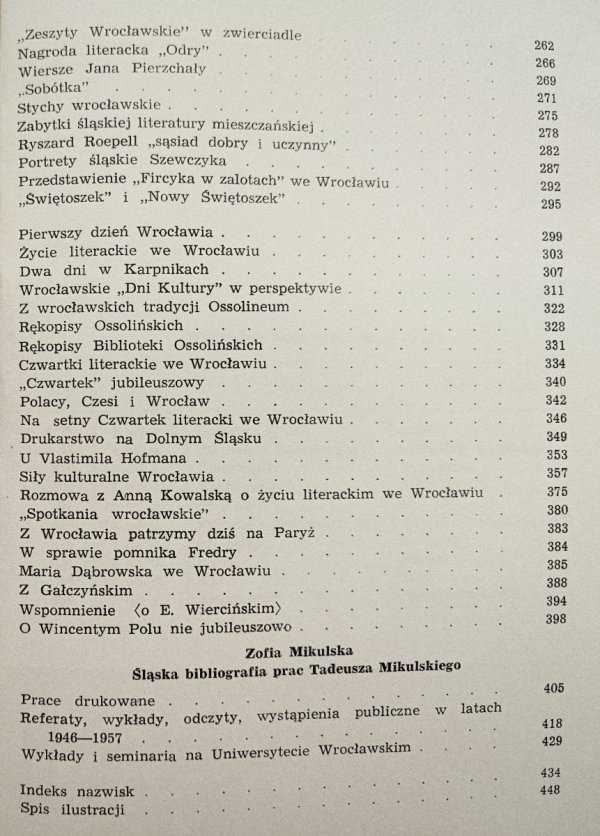 „Zeszyty Wrocławskie” w zwierciadle . . . . . . 262
Nagroda literacka „Odry” . . . . . . . . . 266
Wiersze Jana Pierzchały . . . . . . . . . 269
„Sobótka” . . . . . . . . . . . . 271
Stychy wrocławskie . . . . . . . . . . 275
Zabytki śląskiej literatury mieszczańskiej . . . . . 278
Ryszard Roepell „sąsiad dobry i uczynny” . . . . . 282
Portrety śląskie Szewczyka . . . . . . . . 287
Przedstawienie „Fircyka w zalotach” we Wrocławiu . . . 292
„Świętoszek” i „Nowy Świętoszek” . . . . . . . 295
Pierwszy dzień Wrocławia . . . . . . . . . 299
Życie literackie we Wrocławiu . . . . . . . 303
Dwa dni w Karpnikach . . . . . . . . . 307
Wrocławskie „Dni Kultury” w perspektywie . . . . . 311
Z wrocławskich tradycji Ossolineum . . . . . . 322
Rękopisy Ossolińskich . . . . . . . . . . 328
Rękopisy Biblioteki Ossolińskich . . . . . . . 331
Czwartki literackie we Wrocławiu . . . . . . . 334
„Czwartek” jubileuszowy . . . . . . . . . 340
Polacy, Czesi i Wrocław . . . . . . . . . 342
Na setny Czwartek literacki we Wrocławiu . . . . . 346
Drukarstwo na Dolnym Śląsku . . . . . . . . 349
U Vlastimila Hofmana . . . . . . . . . . 353
Siły kulturalne Wrocławia . . . . . . . . . 357
Rozmowa z Anną Kowalską o życiu literackim we Wrocławiu . 375
„Spotkania wrocławskie” . . . . . . . . . 380
Z Wrocławia patrzymy dziś na Paryż . . . . . . 383
W sprawie pomnika Fredry . . . . . . . . . 384
Maria Dąbrowska we Wrocławiu . . . . . . . 385
Z Gałczyńskim . . . . . . . . . . . 388
Wspomnienie 〈o E. Wiercińskim〉 . . . . . . . 394
O Wincentym Polu nie jubileuszowo . . . . . . 398
Zofia Mikulska
Śląska bibliografia prac Tadeusza Mikulskiego
Prace drukowane . . . . . . . . . . . 405
Referaty, wykłady, odczyty, wystąpienia publiczne w latach
1946—1957 . . . . . . . . . . . 418
Wykłady i seminaria na Uniwersytecie Wrocławskim . . . . 429
Indeks nazwisk . . . . . . . . . . . 434
Spis ilustracji . . . . . . . . . . . 448